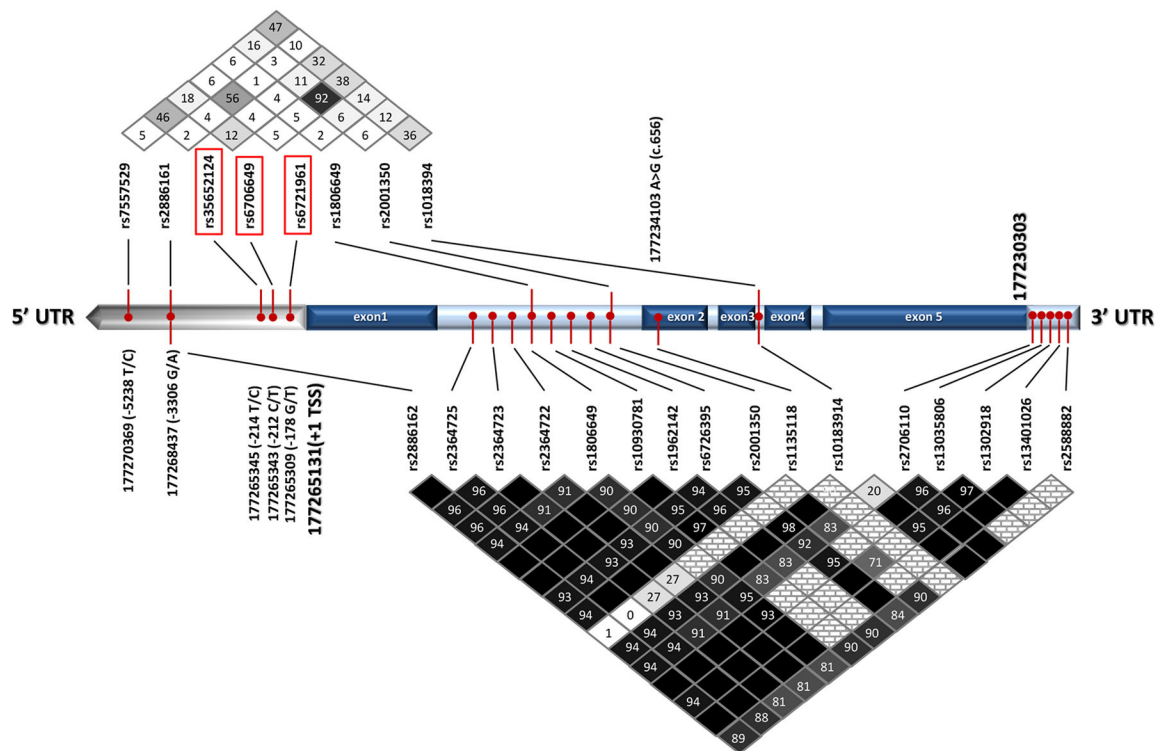 47
16 10
6 3 32
6 1 11 38
18 56 4 92 14
46 4 4 5 6 12
5 2 12 5 2 6 36
rs7557529
rs2886161
rs35652124
rs6706649
rs6721961
rs1806649
rs2001350
rs1018394
177234103 A>G (c.656)
177230303
5' UTR
exon1
exon 2
exon3
exon4
exon 5
3' UTR
177270369 (-5238 T/C)
177268437 (-3306 G/A)
177265345 (-214 T/C)
177265343 (-212 C/T)
177265309 (-178 G/T)
177265131(+1 TSS)
rs2886162
rs2364725
rs2364723
rs2364722
rs1806649
rs10930781
rs1962142
rs6726395
rs2001350
rs1135118
rs10183914
rs2706110
rs13035806
rs1302918
rs13401026
rs2588882
96 91 90 94 95 20 96 97
96 96 91 90 95 96 96
96 94 90 97 98 83 95
94 93 90 92
93 83 95 71
94 27 90 83
93 27 93 95 90
94 0 93 91 93 84
1 94 91 90
94 94 90
94 81
81
94 81
88
89